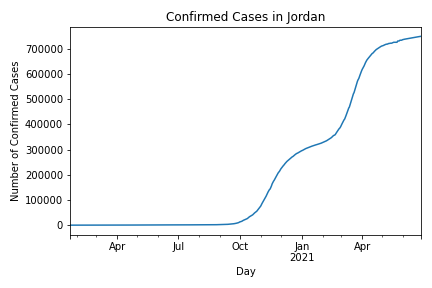 Confirmed Cases in Jordan
Number of Confirmed Cases
700000
600000
500000
400000
300000
200000
100000
0
Apr
Jul
Oct
Jan
2021
Apr
Day